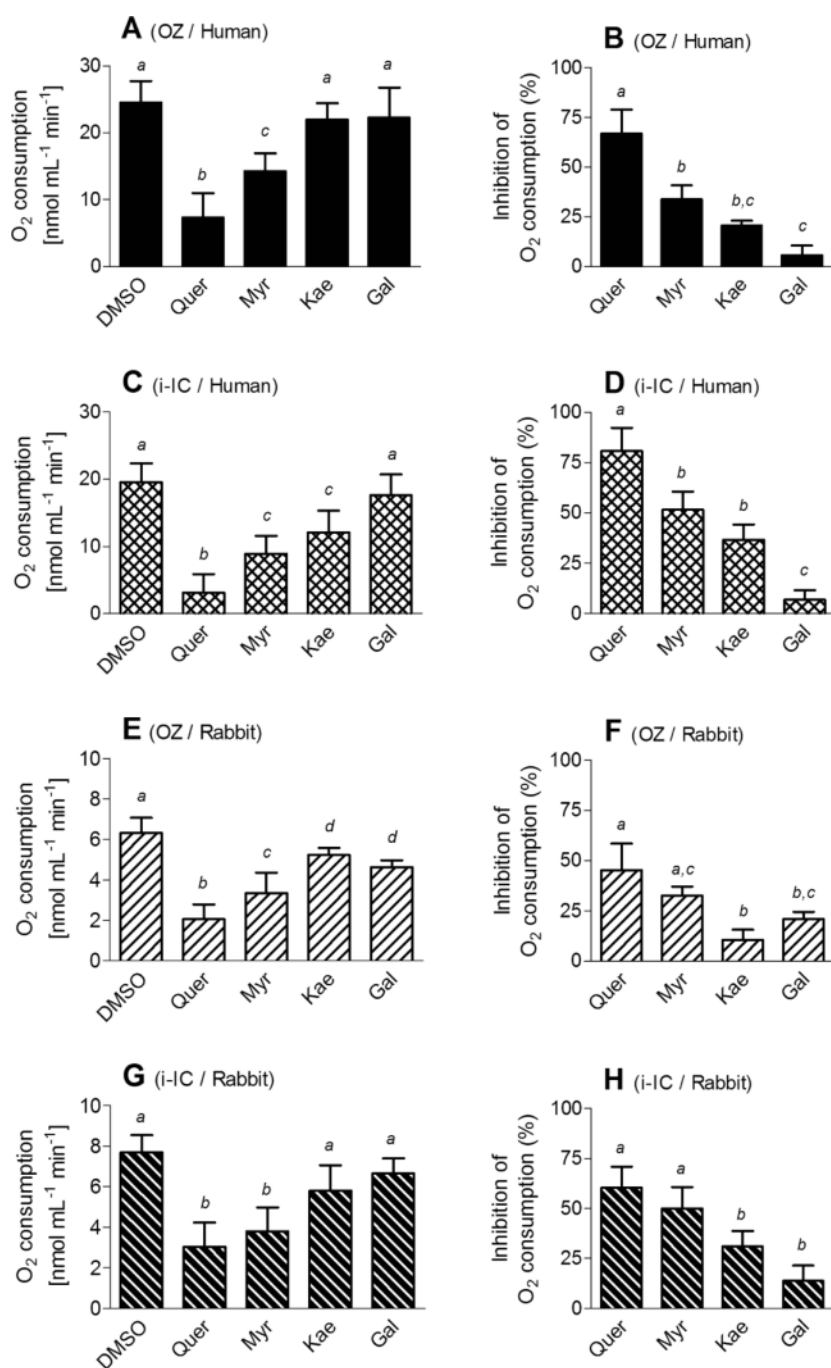 A (OZ / Human)
O₂ consumption
[nmol mL⁻¹ min⁻¹]
30
20
10
0
a
b
c
a
a
DMSO
Quer
Myr
Kae
Gal
B (OZ / Human)
Inhibition of
O₂ consumption (%)
100
75
50
25
0
a
b
b,c
c
Quer
Myr
Kae
Gal
C (i-IC / Human)
O₂ consumption
[nmol mL⁻¹ min⁻¹]
30
20
10
0
a
b
c
c
a
DMSO
Quer
Myr
Kae
Gal
D (i-IC / Human)
Inhibition of
O₂ consumption (%)
100
75
50
25
0
a
b
b
c
Quer
Myr
Kae
Gal
E (OZ / Rabbit)
O₂ consumption
[nmol mL⁻¹ min⁻¹]
10
8
6
4
2
0
a
b
c
d
d
DMSO
Quer
Myr
Kae
Gal
F (OZ / Rabbit)
Inhibition of
O₂ consumption (%)
100
75
50
25
0
a
a,c
b
b,c
Quer
Myr
Kae
Gal
G (i-IC / Rabbit)
O₂ consumption
[nmol mL⁻¹ min⁻¹]
10
8
6
4
2
0
a
b
b
a
a
DMSO
Quer
Myr
Kae
Gal
H (i-IC / Rabbit)
Inhibition of
O₂ consumption (%)
100
75
50
25
0
a
a
b
b
Quer
Myr
Kae
Gal